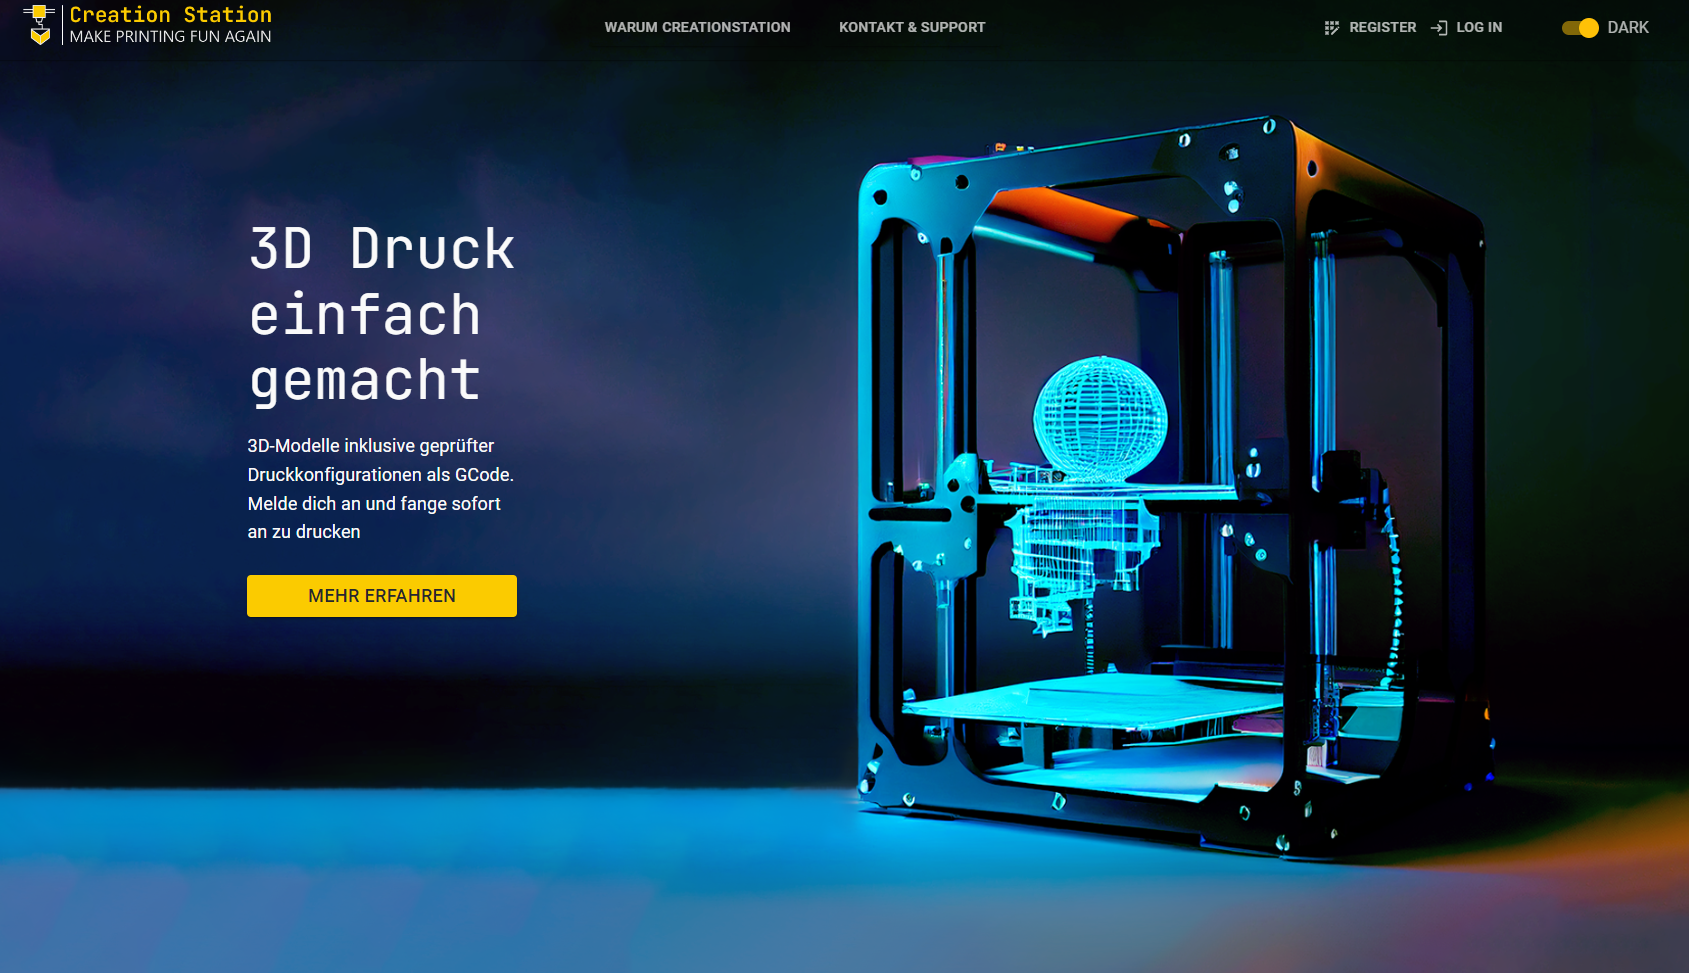 Creation Station
MAKE PRINTING FUN AGAIN
WARUM CREATIONSTATION
KONTAKT & SUPPORT
REGISTER
LOG IN
DARK
3D Druck
einfach
gemacht
3D-Modelle inklusive geprüfter
Druckkonfigurationen als GCode.
Melde dich an und fange sofort
an zu drucken
MEHR ERFAHREN